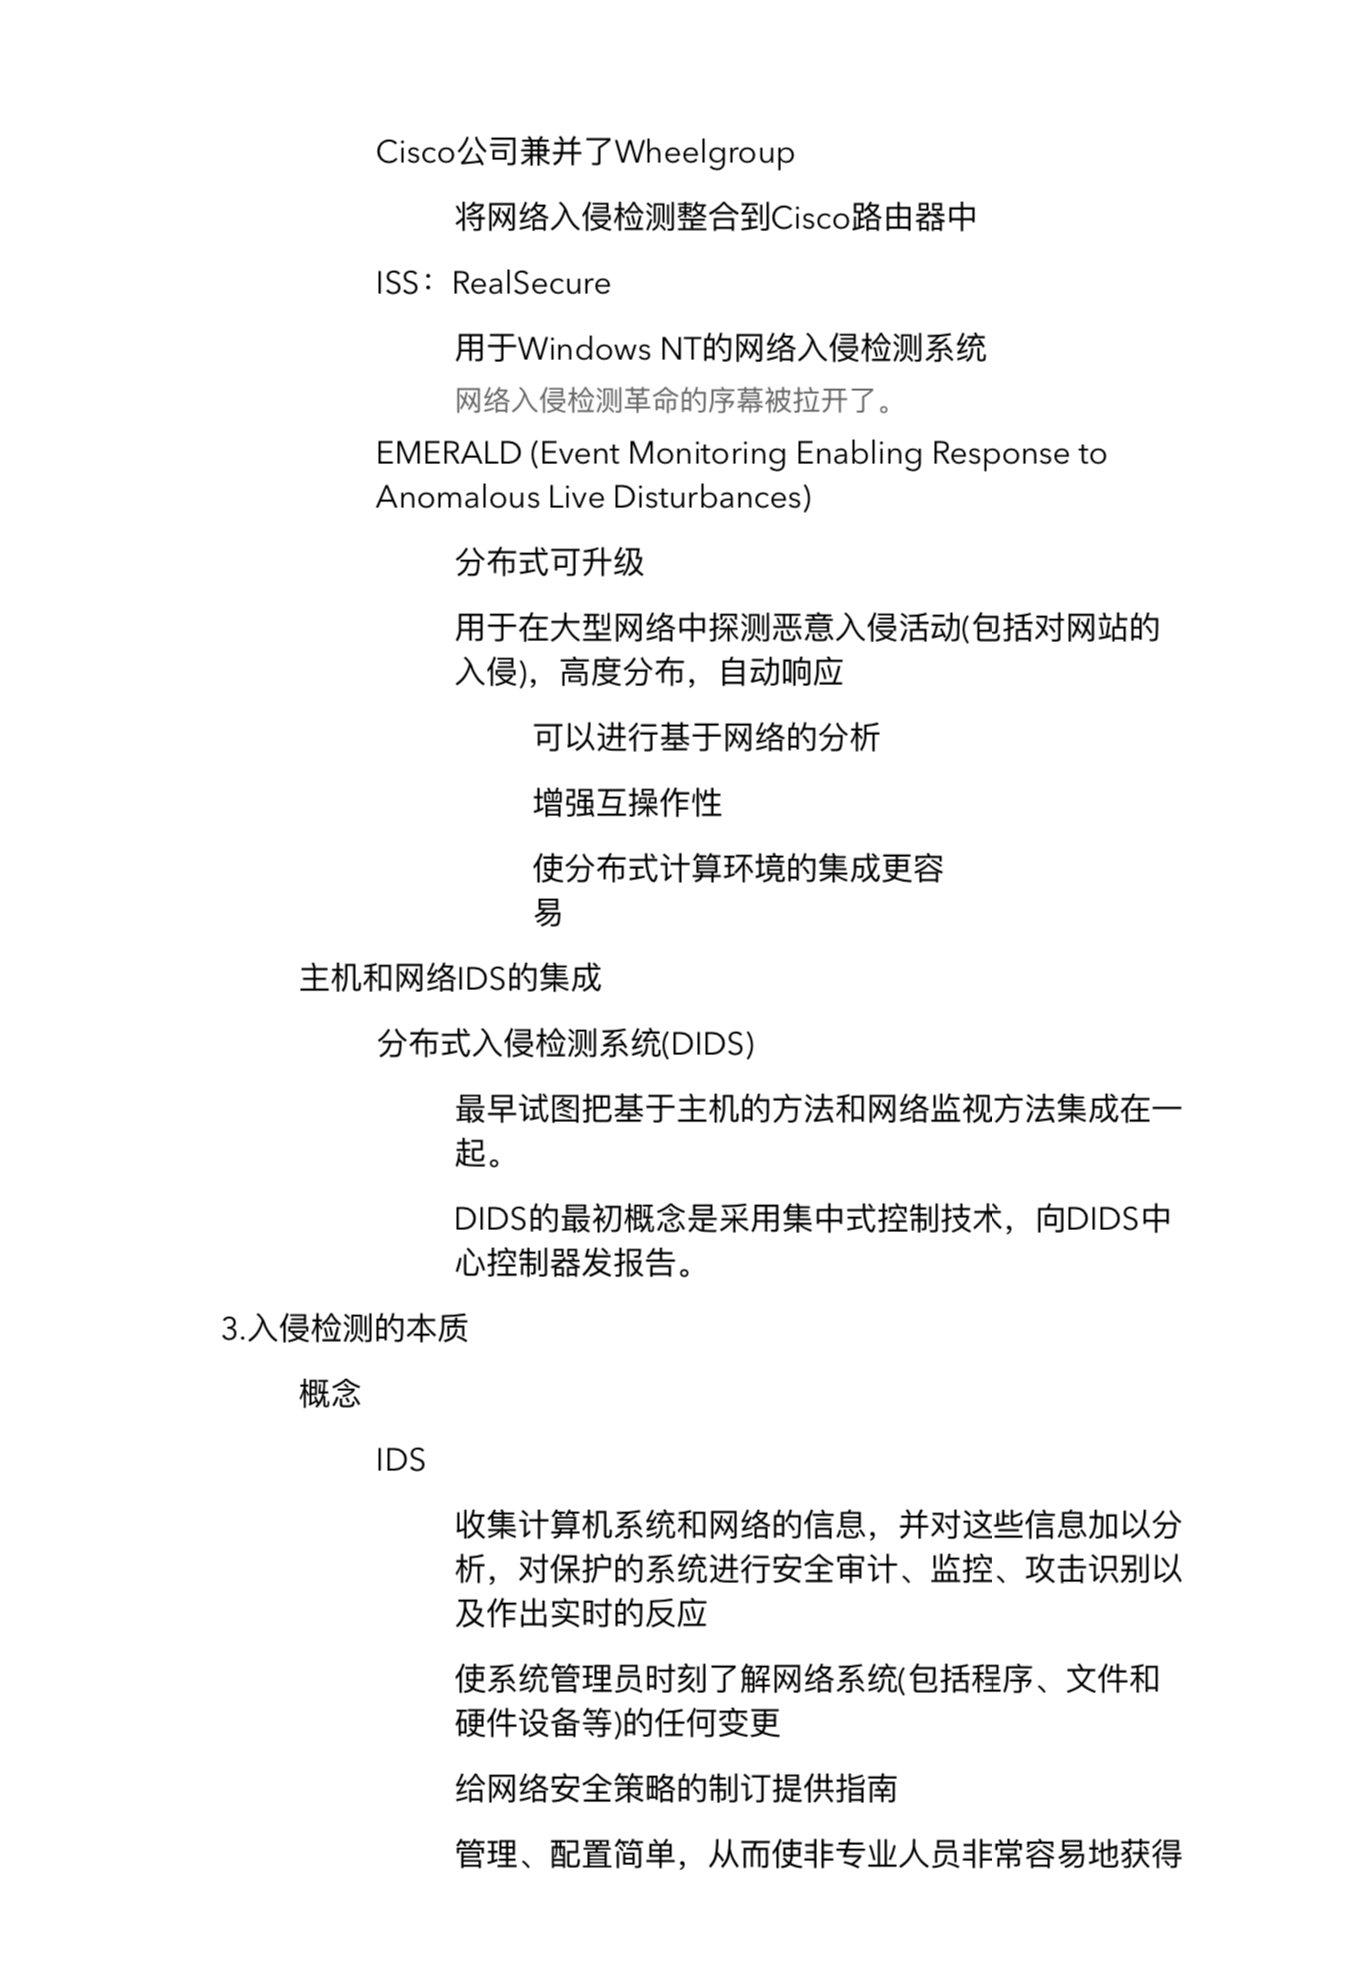 Cisco公司兼并了Wheelgroup
将网络入侵检测整合到Cisco路由器中
ISS：RealSecure
用于Windows NT的网络入侵检测系统
网络入侵检测革命的序幕被拉开了。
EMERALD (Event Monitoring Enabling Response to
Anomalous Live Disturbances)
分布式可升级
用于在大型网络中探测恶意入侵活动(包括对网站的
入侵)，高度分布，自动响应
可以进行基于网络的分析
增强互操作性
使分布式计算环境的集成更容
易
主机和网络IDS的集成
分布式入侵检测系统(DIDS)
最早试图把基于主机的方法和网络监视方法集成在一
起。
DIDS的最初概念是采用集中式控制技术，向DIDS中
心控制器发报告。
3.入侵检测的本质
概念
IDS
收集计算机系统和网络的信息，并对这些信息加以分
析，对保护的系统进行安全审计、监控、攻击识别以
及作出实时的反应
使系统管理员时刻了解网络系统(包括程序、文件和
硬件设备等)的任何变更
给网络安全策略的制订提供指南
管理、配置简单，从而使非专业人员非常容易地获得